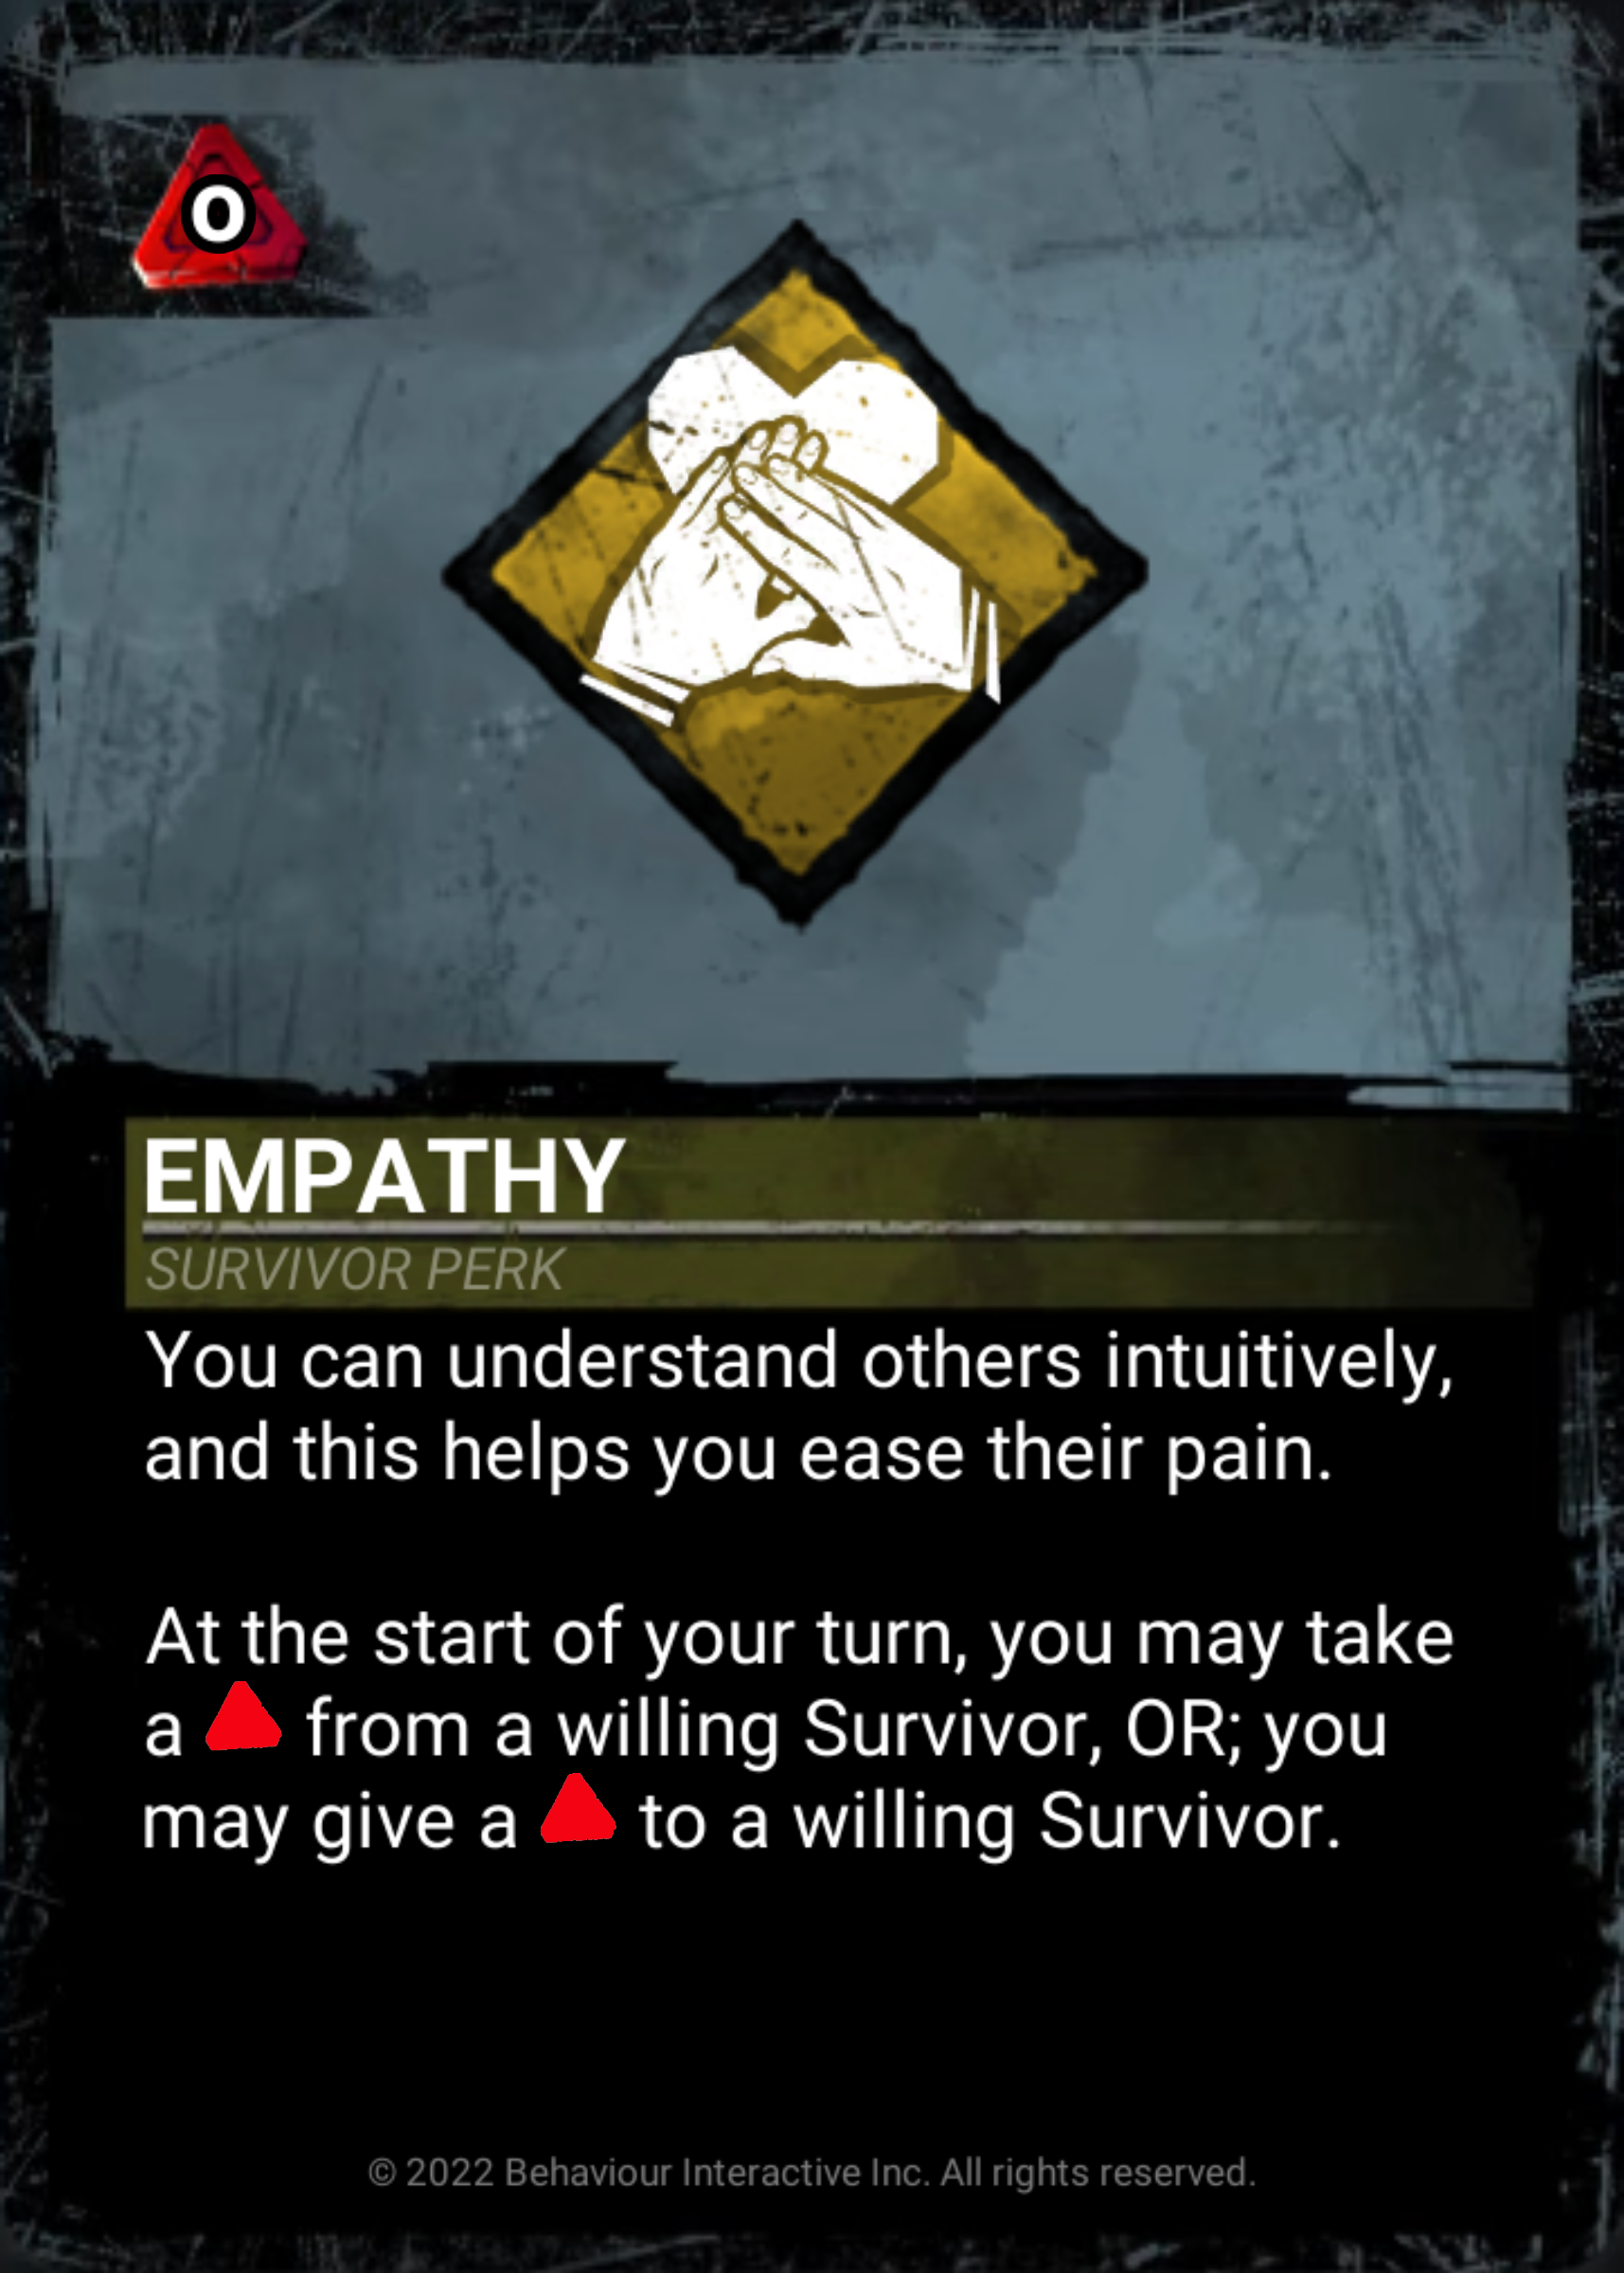 0
EMPATHY
SURVIVOR PERK
You can understand others intuitively,
and this helps you ease their pain.
At the start of your turn, you may take
a from a willing Survivor, OR; you
may give a to a willing Survivor.
© 2022 Behaviour Interactive Inc. All rights reserved.